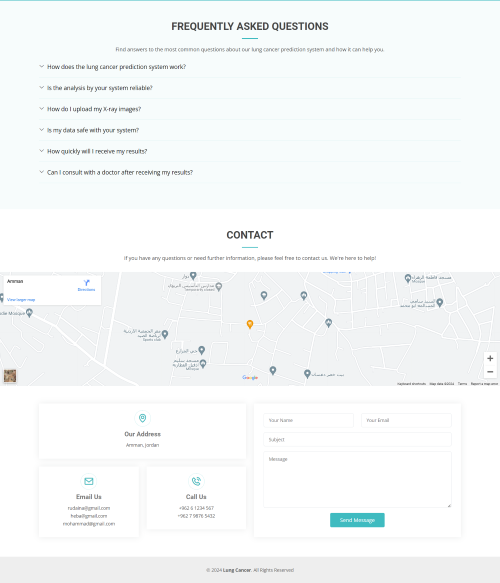 FREQUENTLY ASKED QUESTIONS
Find answers to the most common questions about our lung cancer prediction system and how it can help you.
How does the lung cancer prediction system work?
Is the analysis by your system reliable?
How do I upload my X-ray images?
Is my data safe with your system?
How quickly will I receive my results?
Can I consult with a doctor after receiving my results?
CONTACT
If you have any questions or need further information, please feel free to contact us. We're here to help!
Amman
Directions
View larger map
Mosque
Sports club
Mosque
Google
Keyboard shortcuts
Map data ©2024
Terms
Report a map error
Our Address
Amman, Jordan
Email Us
rudaina@gmail.com
heba@gmail.com
mohammad@gmail.com
Call Us
+962 6 1234 567
+962 7 9876 5432
Your Name
Your Email
Subject
Message
Send Message
© 2024 Lung Cancer. All Rights Reserved